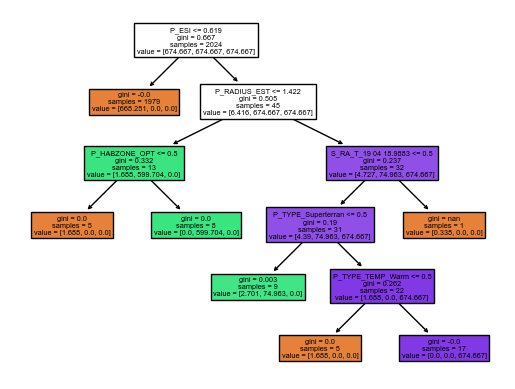 P_ESI <= 0.619
gini = 0.667
samples = 2024
value = [674.667, 674.667, 674.667]
gini = -0.0
samples = 1979
value = [668.251, 0.0, 0.0]
P_RADIUS_EST <= 1.422
gini = 0.505
samples = 45
value = [6.416, 674.667, 674.667]
P_HABZONE_OPT <= 0.5
gini = 0.332
samples = 13
value = [1.688, 599.704, 0.0]
S_RA_T_19 04 18.9883 <= 0.5
gini = 0.237
samples = 32
value = [4.727, 74.963, 674.667]
gini = 0.0
samples = 5
value = [1.688, 0.0, 0.0]
gini = 0.0
samples = 5
value = [0.0, 599.704, 0.0]
P_TYPE_Superterran <= 0.5
gini = 0.19
samples = 31
value = [4.39, 74.963, 674.667]
gini = nan
samples = 1
value = [0.338, 0.0, 0.0]
gini = 0.003
samples = 9
value = [2.701, 74.963, 0.0]
P_TYPE_TEMP_Warm <= 0.5
gini = 0.262
samples = 22
value = [1.688, 0.0, 674.667]
gini = 0.0
samples = 5
value = [1.688, 0.0, 0.0]
gini = -0.0
samples = 17
value = [0.0, 0.0, 674.667]